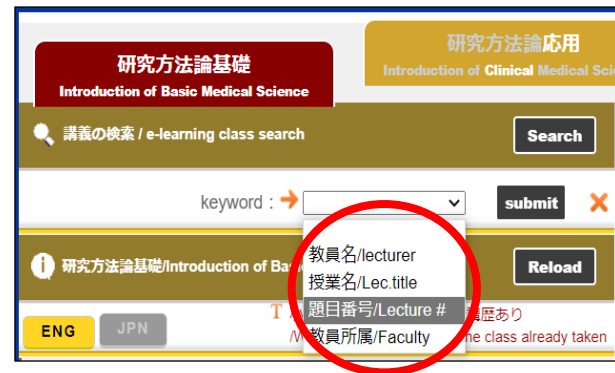 研究方法論基礎
Introduction of Basic Medical Science
研究方法論応用
Introduction of Clinical Medical Sci
講義の検索 / e-learning class search
Search
keyword :
submit
研究方法論基礎/Introduction of Ba
Reload
教員名/lecturer
授業名/Lec.title
題目番号/Lecture #
教員所属/Faculty
ENG
JPN
T
歴あり
ne class already taken